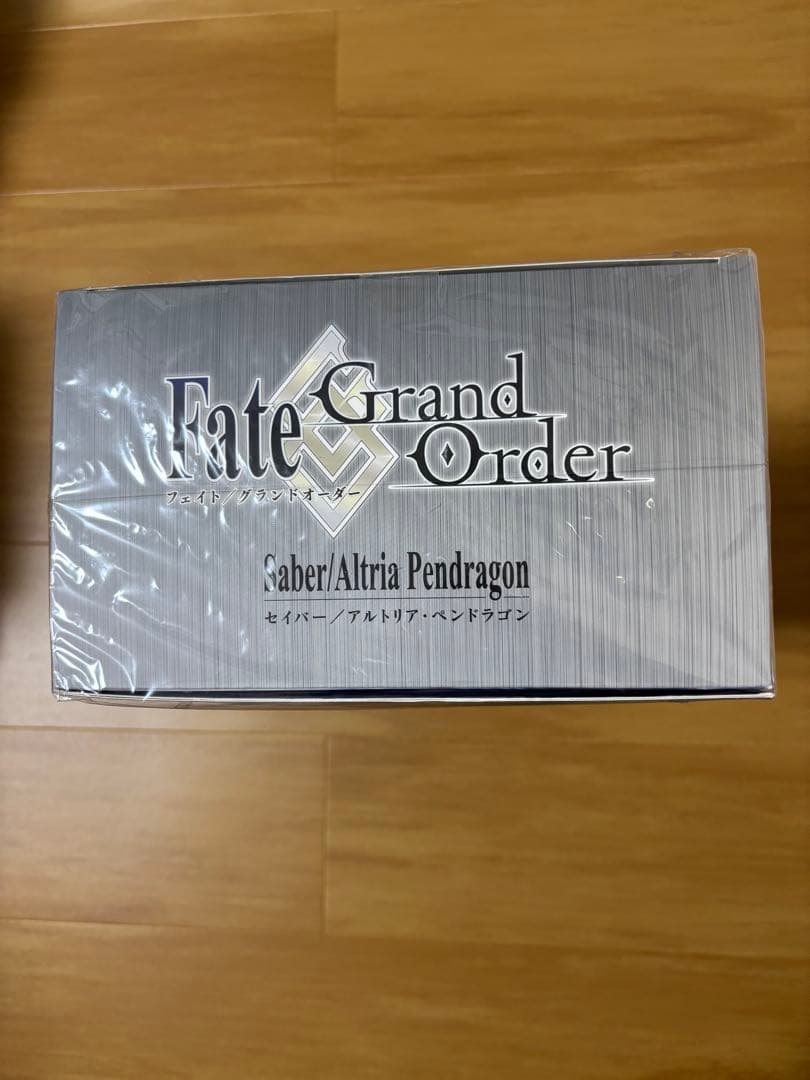 Fate Grand Order
フェイト/グランドオーダー
Saber/Altria Pendragon
セイバー/アルトリア・ペンドラゴン